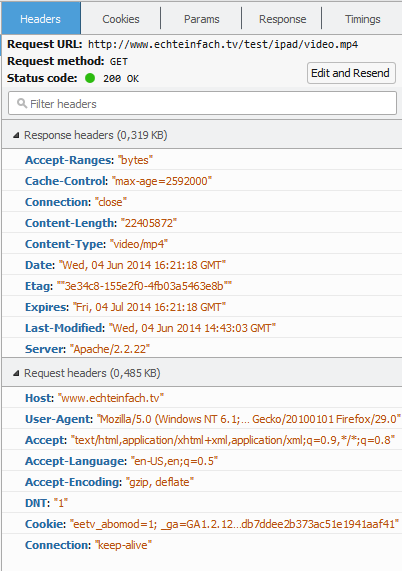 Headers Cookies Params Response Timings
Request URL: http://www.echteinfach.tv/test/ipad/video.mp4
Request method: GET
Status code: 200 OK
Edit and Resend
Filter headers
Response headers (0,319 KB)
Accept-Ranges: "bytes"
Cache-Control: "max-age=2592000"
Connection: "close"
Content-Length: "22405872"
Content-Type: "video/mp4"
Date: "Wed, 04 Jun 2014 16:21:18 GMT"
Etag: ""3e34c8-155e2f0-4fb03a5463e8b""
Expires: "Fri, 04 Jul 2014 16:21:18 GMT"
Last-Modified: "Wed, 04 Jun 2014 14:43:03 GMT"
Server: "Apache/2.2.22"
Request headers (0,485 KB)
Host: "www.echteinfach.tv"
User-Agent: "Mozilla/5.0 (Windows NT 6.1;… Gecko/20100101 Firefox/29.0"
Accept: "text/html,application/xhtml+xml,application/xml;q=0.9,*/*;q=0.8"
Accept-Language: "en-US,en;q=0.5"
Accept-Encoding: "gzip, deflate"
DNT: "1"
Cookie: "eetv_abomod=1; _ga=GA1.2.12…db7ddee2b373ac51e1941aaf41"
Connection: "keep-alive"